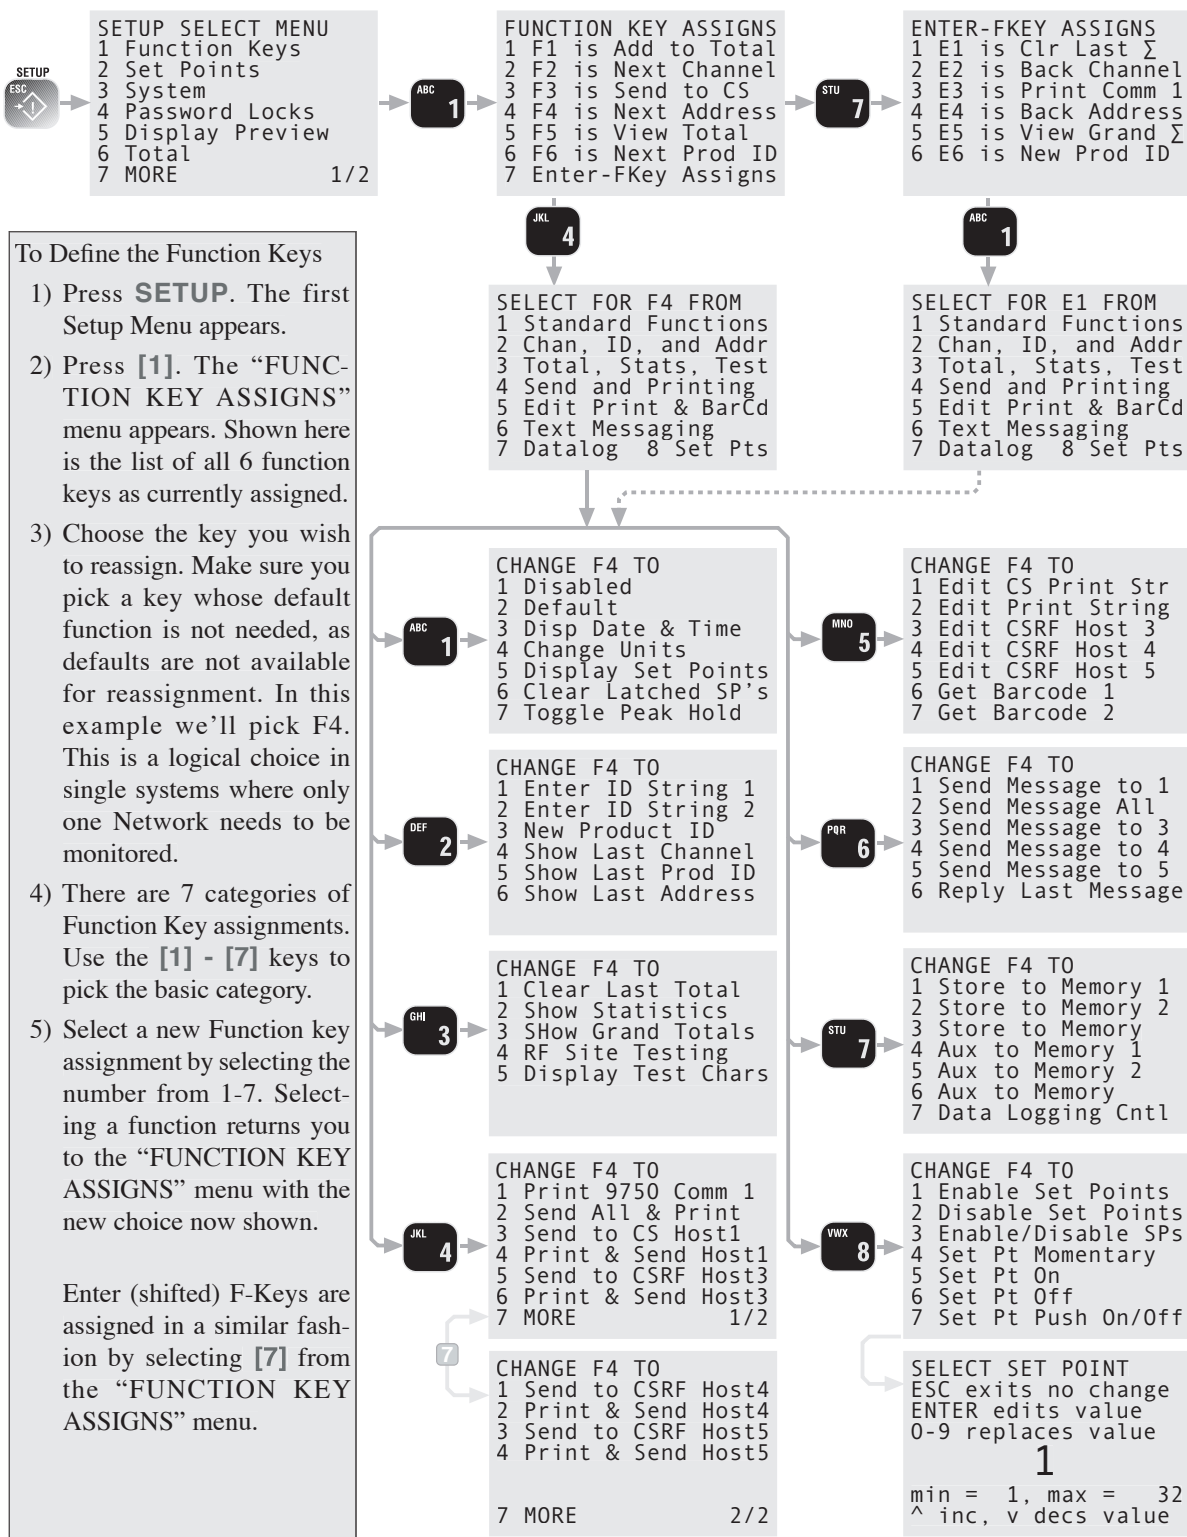 SETUP
ESC
SETUP SELECT MENU
1 Function Keys
2 Set Points
3 System
4 Password Locks
5 Display Preview
6 Total
7 MORE 1/2
ABC
1
FUNCTION KEY ASSIGNS
1 F1 is Add to Total
2 F2 is Next Channel
3 F3 is Send to CS
4 F4 is Next Address
5 F5 is View Total
6 F6 is Next Prod ID
7 Enter-FKey Assigns
STU
7
ENTER-FKEY ASSIGNS
1 E1 is Clr Last ∑
2 E2 is Back Channel
3 E3 is Print Comm 1
4 E4 is Back Address
5 E5 is View Grand ∑
6 E6 is New Prod ID
JKL
4
ABC
1
To Define the Function Keys
1) Press SETUP. The first
Setup Menu appears.
2) Press [1]. The “FUNC-
TION KEY ASSIGNS”
menu appears. Shown here
is the list of all 6 function
keys as currently assigned.
3) Choose the key you wish
to reassign. Make sure you
pick a key whose default
function is not needed, as
defaults are not available
for reassignment. In this
example we’ll pick F4.
This is a logical choice in
single systems where only
one Network needs to be
monitored.
4) There are 7 categories of
Function Key assignments.
Use the [1] - [7] keys to
pick the basic category.
5) Select a new Function key
assignment by selecting the
number from 1-7. Select-
ing a function returns you
to the “FUNCTION KEY
ASSIGNS” menu with the
new choice now shown.
Enter (shifted) F-Keys are
assigned in a similar fash-
ion by selecting [7] from
the “FUNCTION KEY
ASSIGNS” menu.
SELECT FOR F4 FROM
1 Standard Functions
2 Chan, ID, and Addr
3 Total, Stats, Test
4 Send and Printing
5 Edit Print & BarCd
6 Text Messaging
7 Datalog 8 Set Pts
SELECT FOR E1 FROM
1 Standard Functions
2 Chan, ID, and Addr
3 Total, Stats, Test
4 Send and Printing
5 Edit Print & BarCd
6 Text Messaging
7 Datalog 8 Set Pts
ABC
1
CHANGE F4 TO
1 Disabled
2 Default
3 Disp Date & Time
4 Change Units
5 Display Set Points
6 Clear Latched SP's
7 Toggle Peak Hold
DEF
2
CHANGE F4 TO
1 Enter ID String 1
2 Enter ID String 2
3 New Product ID
4 Show Last Channel
5 Show Last Prod ID
6 Show Last Address
GHI
3
CHANGE F4 TO
1 Clear Last Total
2 Show Statistics
3 SHow Grand Totals
4 RF Site Testing
5 Display Test Chars
JKL
4
CHANGE F4 TO
1 Print 9750 Comm 1
2 Send All & Print
3 Send to CS Host1
4 Print & Send Host1
5 Send to CSRF Host3
6 Print & Send Host3
7 MORE 1/2
7
CHANGE F4 TO
1 Send to CSRF Host4
2 Print & Send Host4
3 Send to CSRF Host5
4 Print & Send Host5
7 MORE 2/2
MNO
5
CHANGE F4 TO
1 Edit CS Print Str
2 Edit Print String
3 Edit CSRF Host 3
4 Edit CSRF Host 4
5 Edit CSRF Host 5
6 Get Barcode 1
7 Get Barcode 2
PQR
6
CHANGE F4 TO
1 Send Message to 1
2 Send Message All
3 Send Message to 3
4 Send Message to 4
5 Send Message to 5
6 Reply Last Message
STU
7
CHANGE F4 TO
1 Store to Memory 1
2 Store to Memory 2
3 Store to Memory
4 Aux to Memory 1
5 Aux to Memory 2
6 Aux to Memory
7 Data Logging Cntl
VWX
8
CHANGE F4 TO
1 Enable Set Points
2 Disable Set Points
3 Enable/Disable SPs
4 Set Pt Momentary
5 Set Pt On
6 Set Pt Off
7 Set Pt Push On/Off
SELECT SET POINT
ESC exits no change
ENTER edits value
0-9 replaces value
1
min = 1, max = 32
^ inc, v decs value